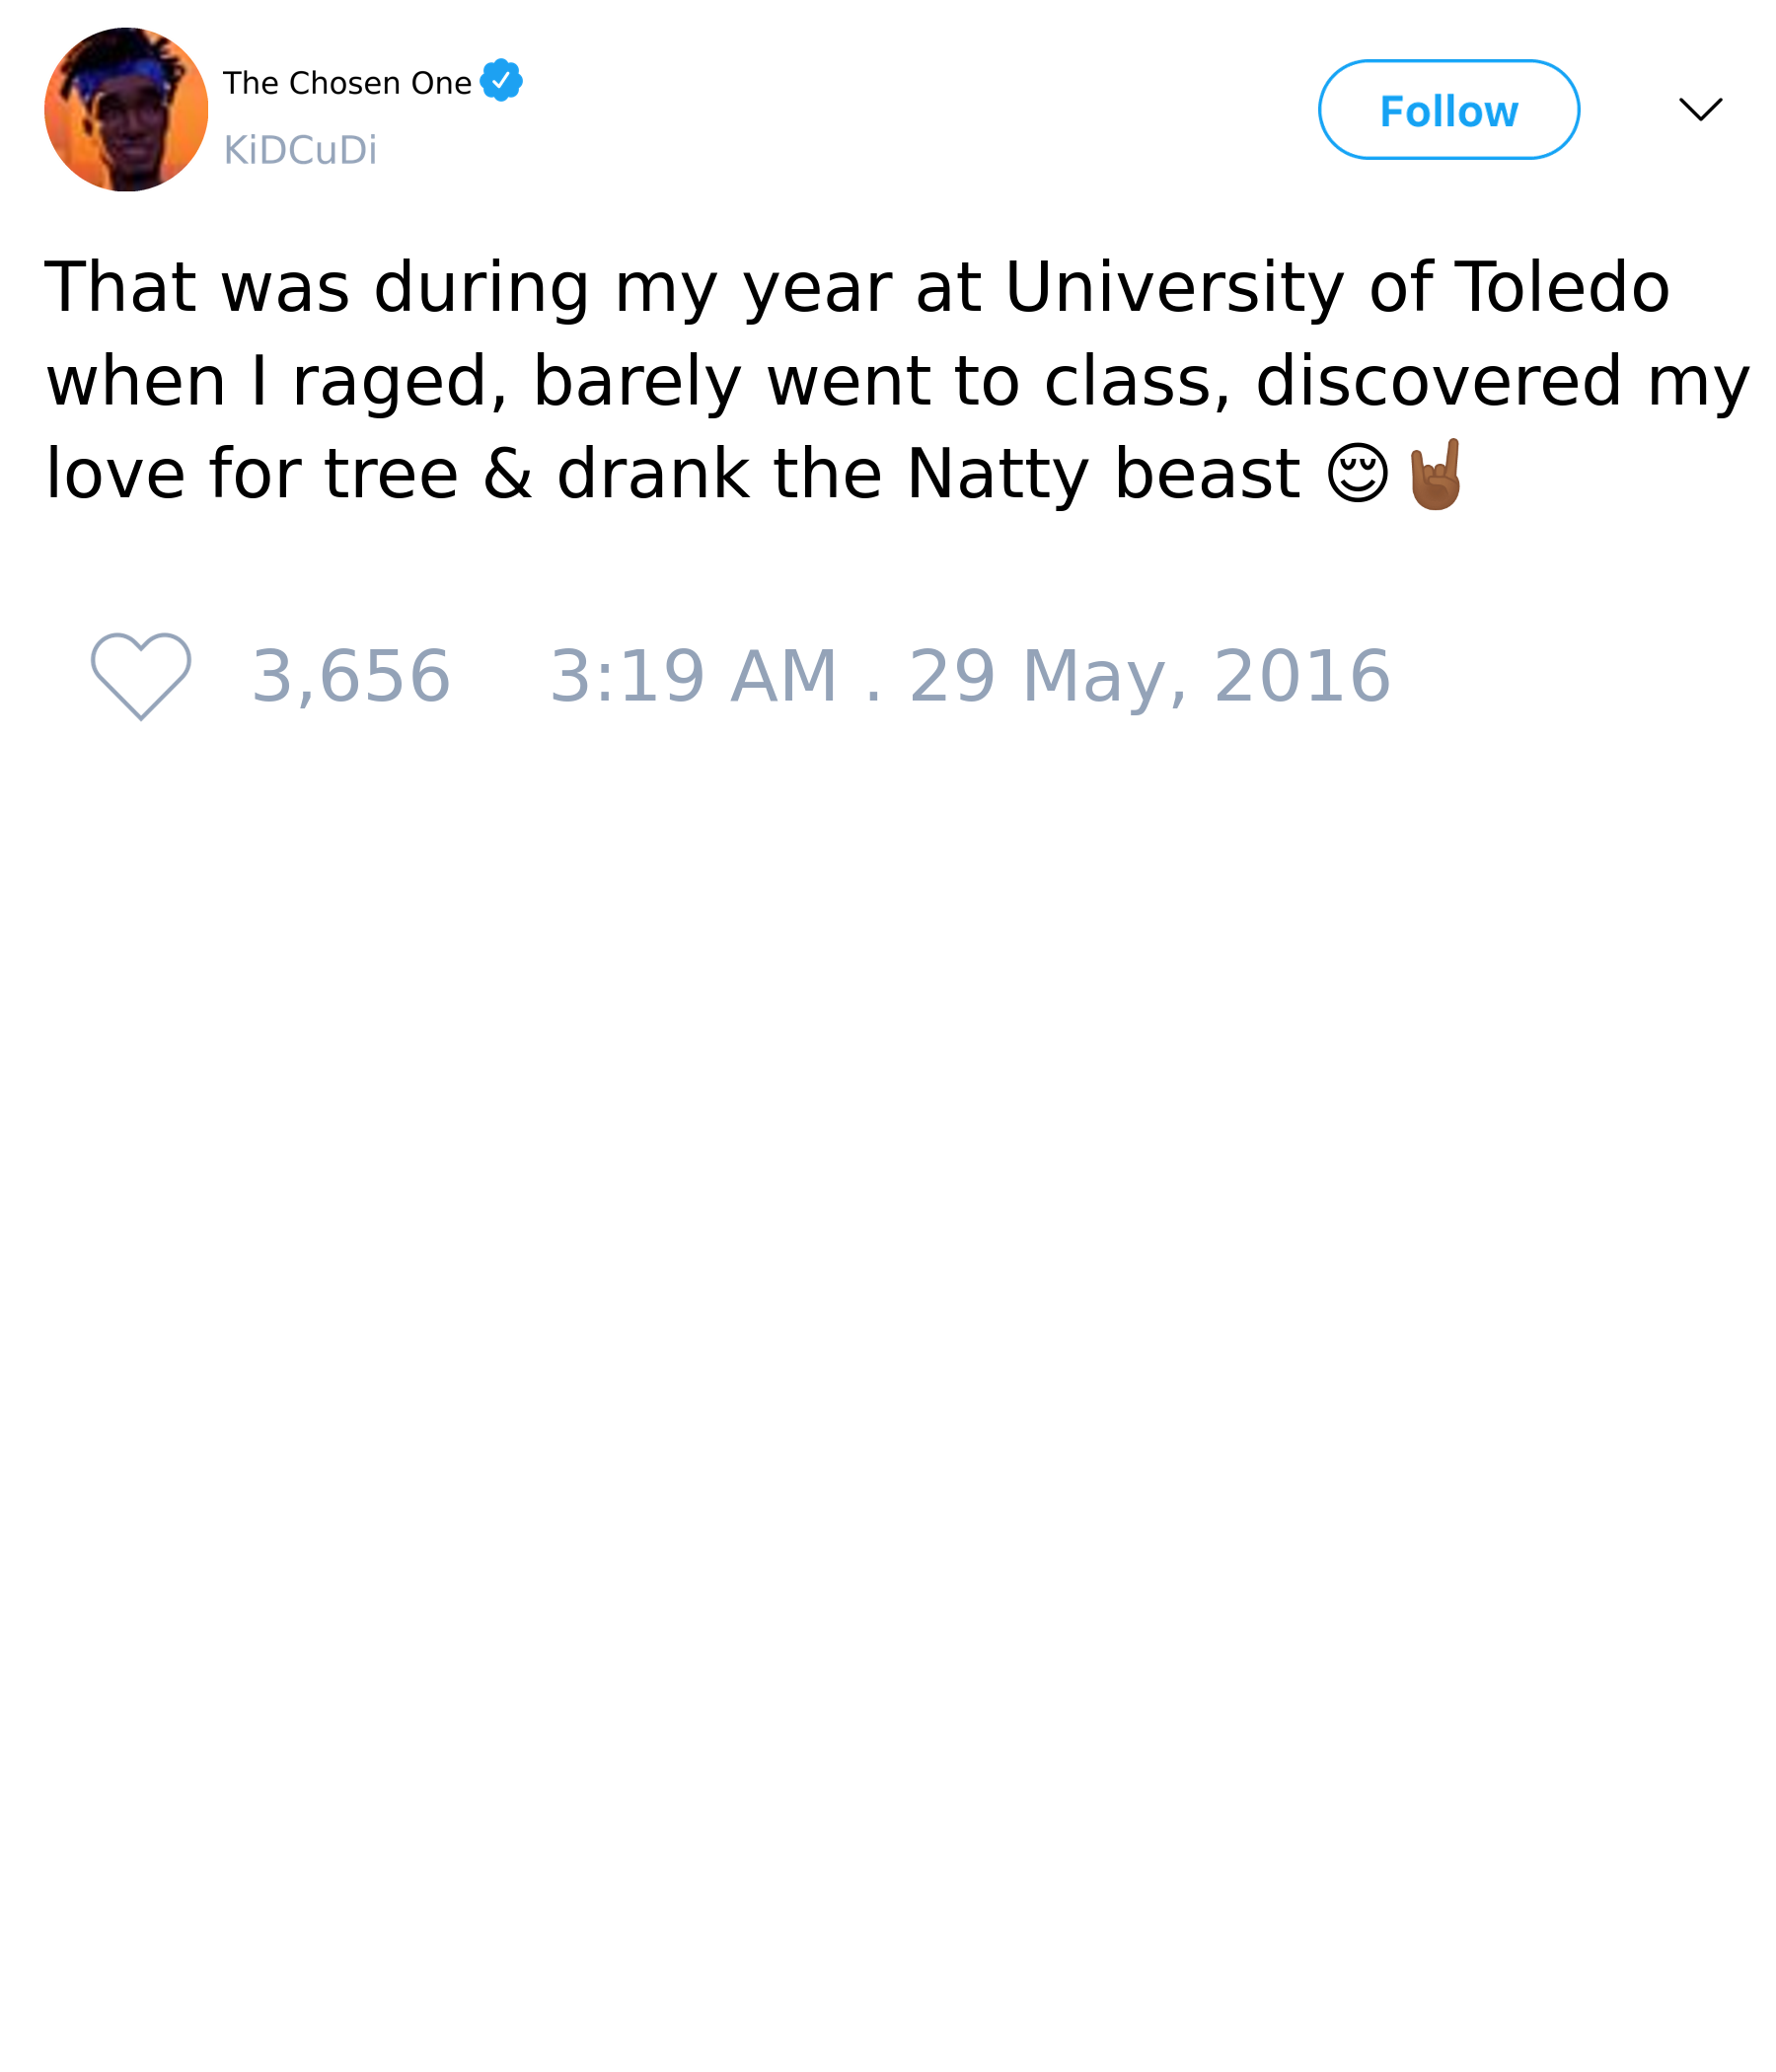 The Chosen One
KiDCuDi
Follow
That was during my year at University of Toledo
when I raged, barely went to class, discovered my
love for tree & drank the Natty beast 😌🤘🏾
3,656 3:19 AM . 29 May, 2016